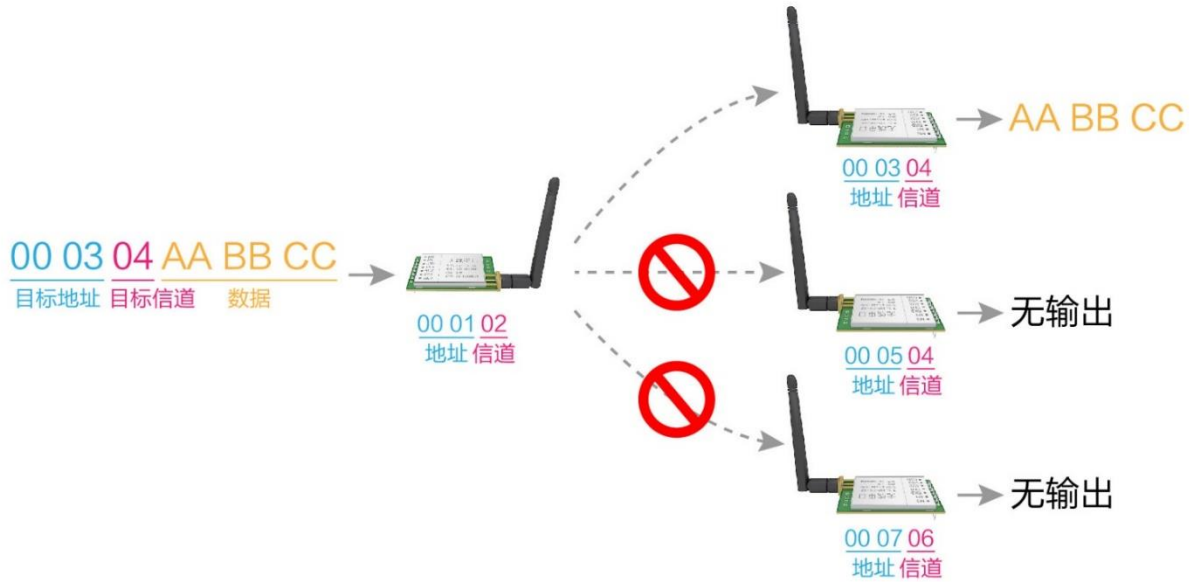 AA BB CC
00 03 04
地址 信道
00 03 04 AA BB CC
目标地址 目标信道 数据
00 01 02
地址 信道
无输出
00 05 04
地址 信道
无输出
00 07 06
地址 信道